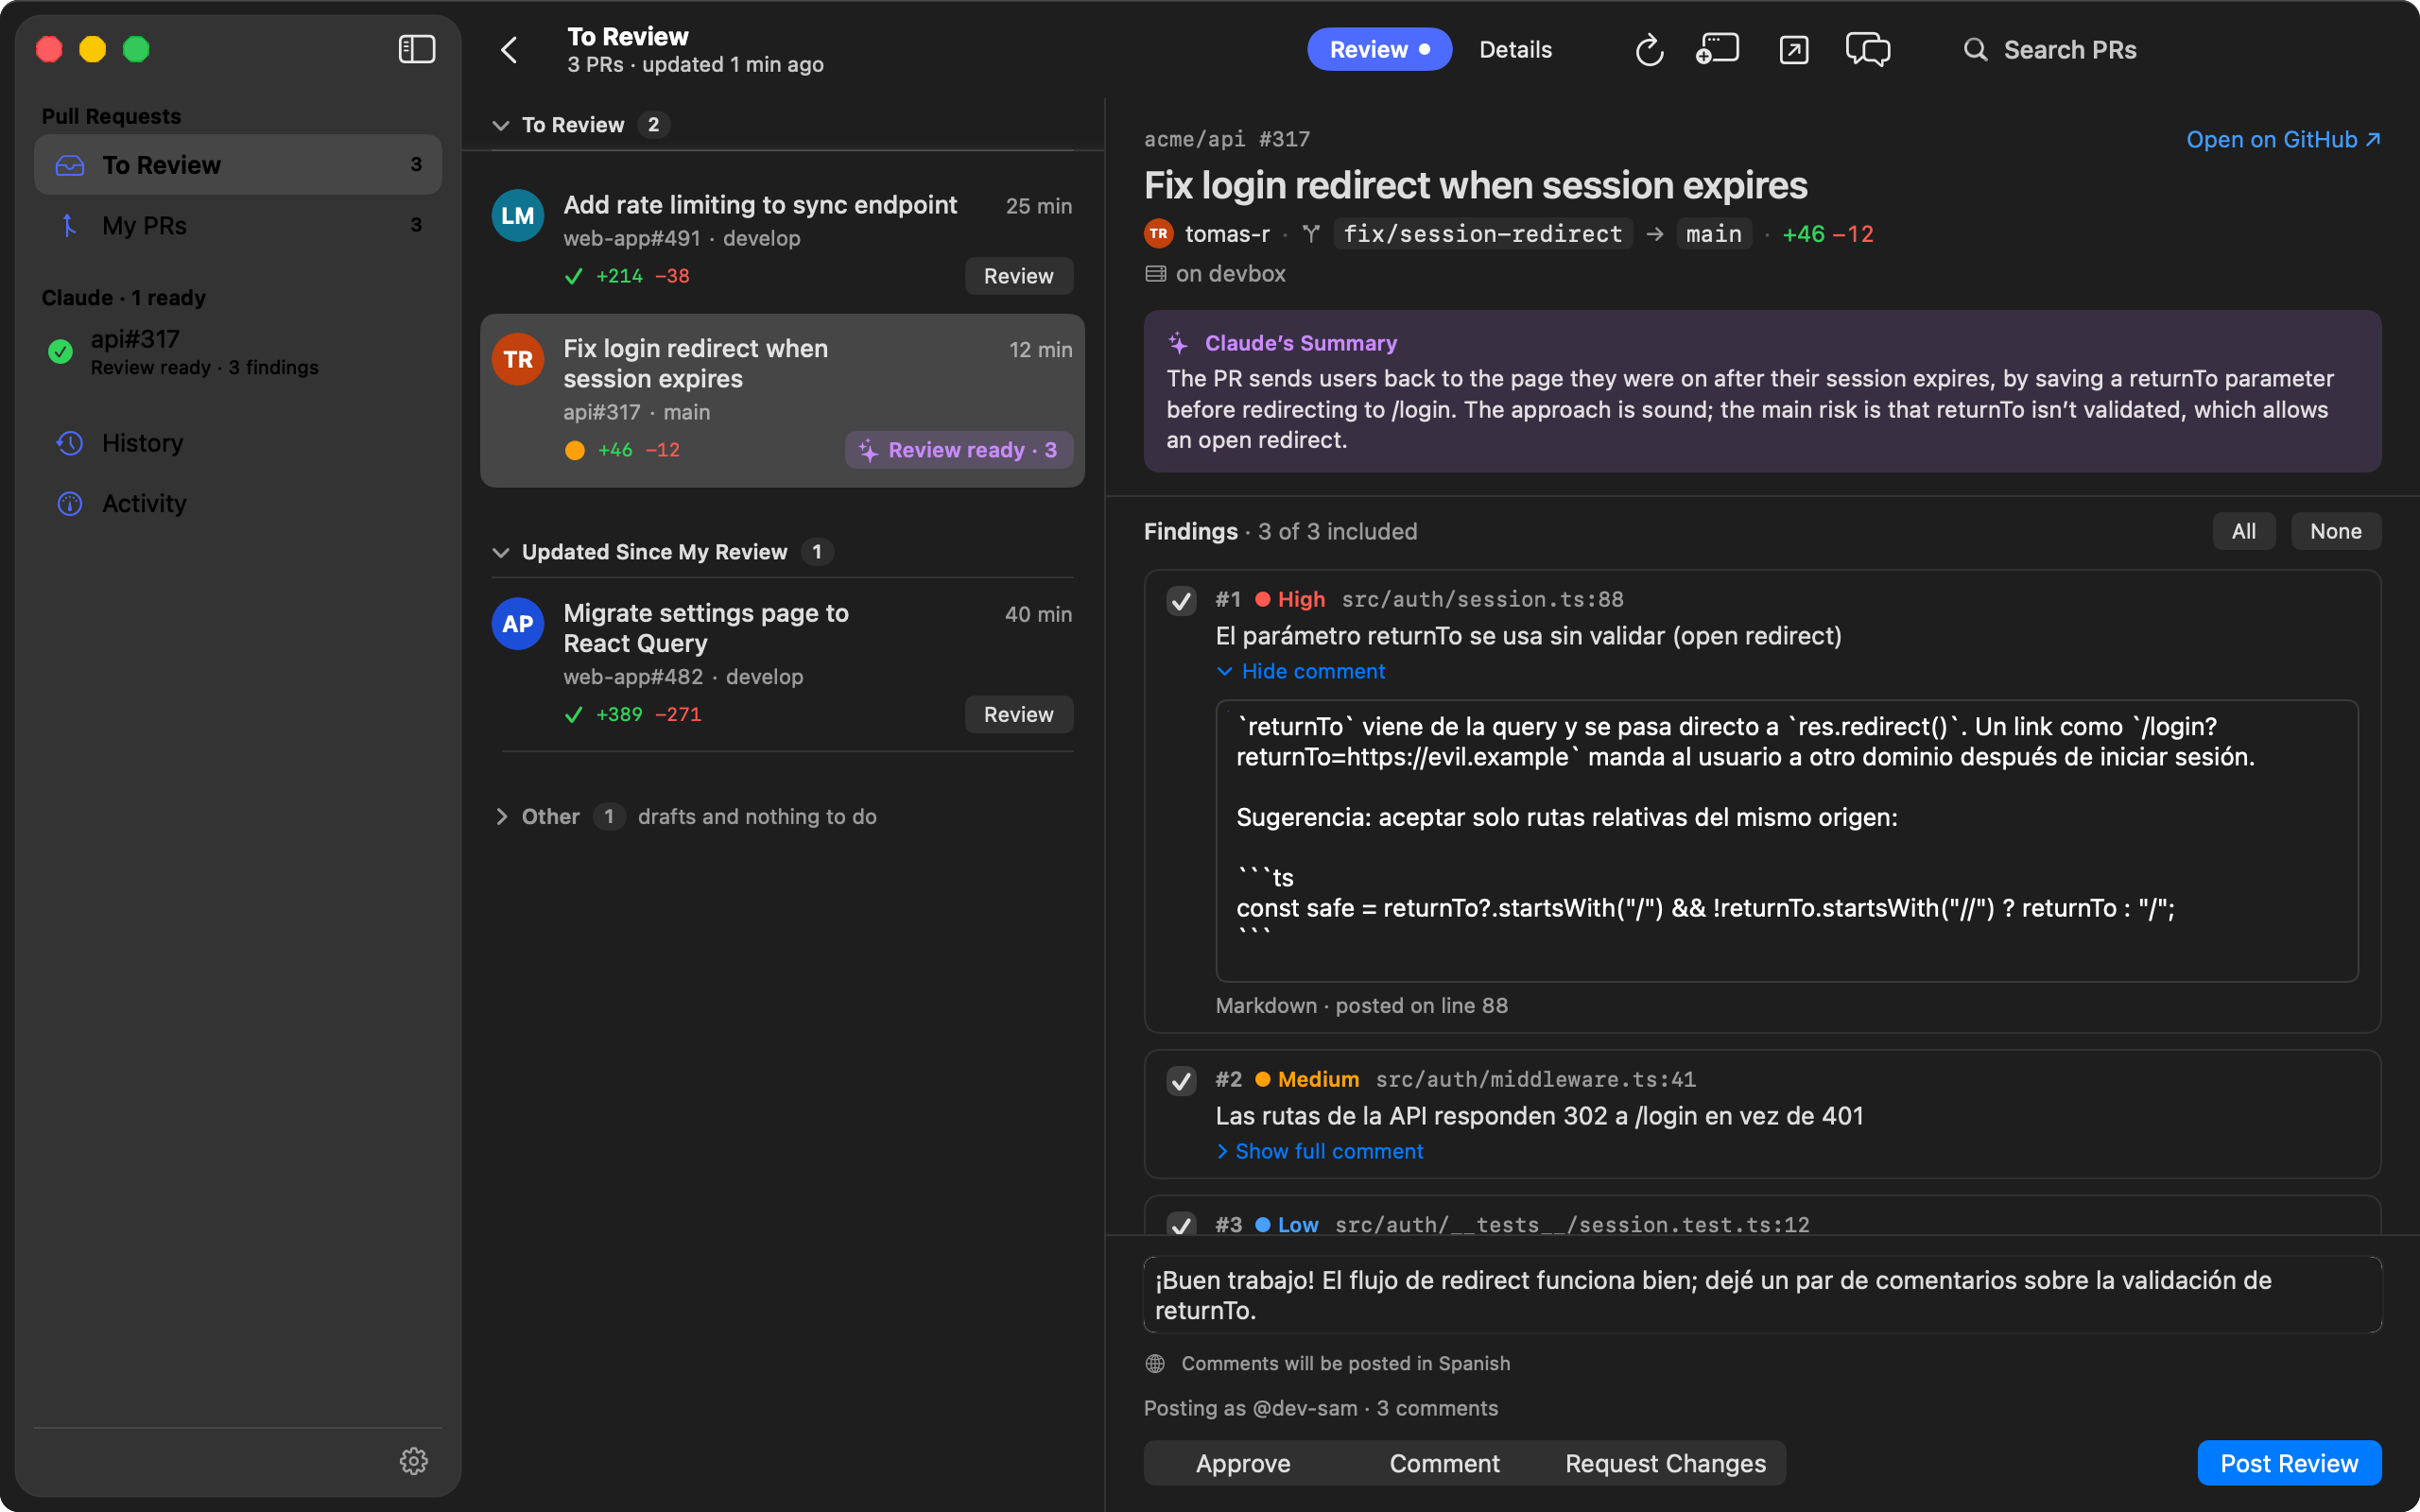 Pull Requests
To Review 3
My PRs 3
Claude · 1 ready
api#317
Review ready · 3 findings
History
Activity
To Review
3 PRs · updated 1 min ago
Review
Details
Search PRs
To Review 2
LM
Add rate limiting to sync endpoint 25 min
web-app#491 · develop
+214 −38
Review
TR
Fix login redirect when 12 min
session expires
api#317 · main
+46 −12
Review ready · 3
Updated Since My Review 1
AP
Migrate settings page to 40 min
React Query
web-app#482 · develop
+389 −271
Review
Other 1 drafts and nothing to do
acme/api #317
Open on GitHub ↗
Fix login redirect when session expires
TR tomas-r · fix/session-redirect → main · +46 −12
on devbox
Claude’s Summary
The PR sends users back to the page they were on after their session expires, by saving a returnTo parameter
before redirecting to /login. The approach is sound; the main risk is that returnTo isn’t validated, which allows
an open redirect.
Findings · 3 of 3 included
All
None
#1 High src/auth/session.ts:88
El parámetro returnTo se usa sin validar (open redirect)
Hide comment
`returnTo` viene de la query y se pasa directo a `res.redirect()`. Un link como `/login?
returnTo=https://evil.example` manda al usuario a otro dominio después de iniciar sesión.
Sugerencia: aceptar solo rutas relativas del mismo origen:
```ts
const safe = returnTo?.startsWith("/") && !returnTo.startsWith("//") ? returnTo : "/";
```
Markdown · posted on line 88
#2 Medium src/auth/middleware.ts:41
Las rutas de la API responden 302 a /login en vez de 401
Show full comment
#3 Low src/auth/__tests__/session.test.ts:12
¡Buen trabajo! El flujo de redirect funciona bien; dejé un par de comentarios sobre la validación de
returnTo.
Comments will be posted in Spanish
Posting as @dev-sam · 3 comments
Approve
Comment
Request Changes
Post Review